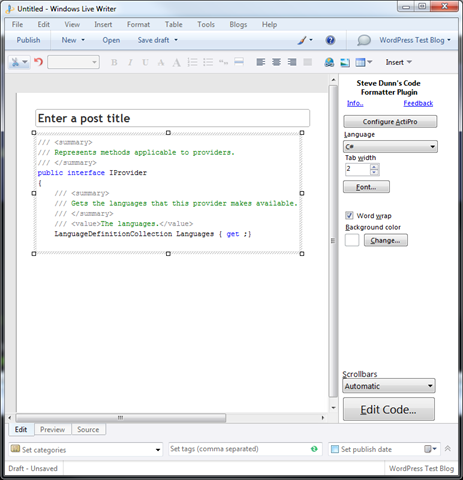 Untitled - Windows Live Writer
File Edit View Insert Format Table Tools Blogs Help
Publish New Open Save draft WordPress Test Blog
B I U A A Insert
Enter a post title
/// <summary>
/// Represents methods applicable to providers.
/// </summary>
public interface IProvider
{
/// <summary>
/// Gets the languages that this provider makes available.
/// </summary>
/// <value>The languages.</value>
LanguageDefinitionCollection Languages { get ;}
Steve Dunn's Code
Formatter Plugin
Info.. Feedback
Configure ActiPro
Language
C#
Tab width
2
Font...
Word wrap
Background color
Change...
Scrollbars
Automatic
Edit Code...
Edit Preview Source
Set categories Set tags (comma separated) Set publish date
Draft - Unsaved WordPress Test Blog